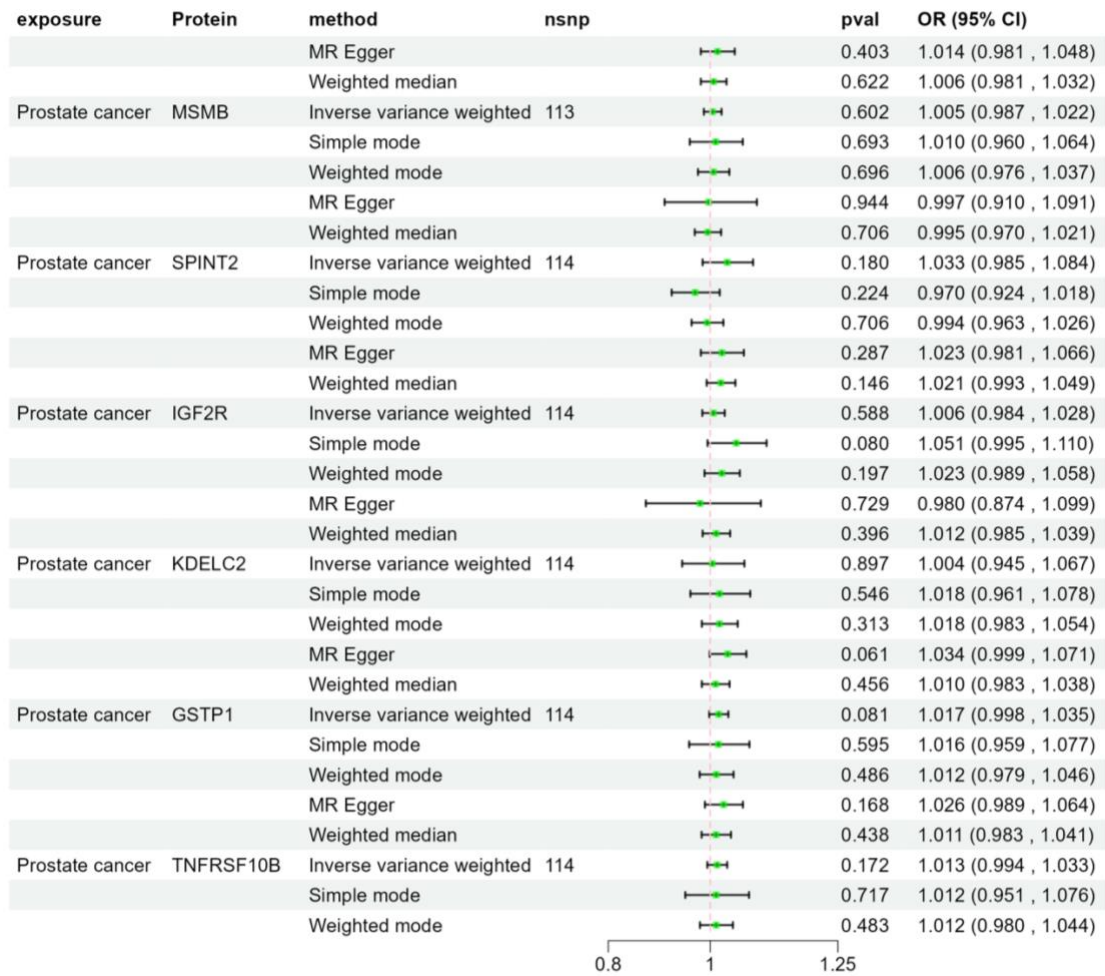 exposure Protein method nsnp pval OR (95% CI)
MR Egger 0.403 1.014 (0.981 , 1.048)
Weighted median 0.622 1.006 (0.981 , 1.032)
Prostate cancer MSMB Inverse variance weighted 113 0.602 1.005 (0.987 , 1.022)
Simple mode 0.693 1.010 (0.960 , 1.064)
Weighted mode 0.696 1.006 (0.976 , 1.037)
MR Egger 0.944 0.997 (0.910 , 1.091)
Weighted median 0.706 0.995 (0.970 , 1.021)
Prostate cancer SPINT2 Inverse variance weighted 114 0.180 1.033 (0.985 , 1.084)
Simple mode 0.224 0.970 (0.924 , 1.018)
Weighted mode 0.706 0.994 (0.963 , 1.026)
MR Egger 0.287 1.023 (0.981 , 1.066)
Weighted median 0.146 1.021 (0.993 , 1.049)
Prostate cancer IGF2R Inverse variance weighted 114 0.588 1.006 (0.984 , 1.028)
Simple mode 0.080 1.051 (0.995 , 1.110)
Weighted mode 0.197 1.023 (0.989 , 1.058)
MR Egger 0.729 0.980 (0.874 , 1.099)
Weighted median 0.396 1.012 (0.985 , 1.039)
Prostate cancer KDELC2 Inverse variance weighted 114 0.897 1.004 (0.945 , 1.067)
Simple mode 0.546 1.018 (0.961 , 1.078)
Weighted mode 0.313 1.018 (0.983 , 1.054)
MR Egger 0.061 1.034 (0.999 , 1.071)
Weighted median 0.456 1.010 (0.983 , 1.038)
Prostate cancer GSTP1 Inverse variance weighted 114 0.081 1.017 (0.998 , 1.035)
Simple mode 0.595 1.016 (0.959 , 1.077)
Weighted mode 0.486 1.012 (0.979 , 1.046)
MR Egger 0.168 1.026 (0.989 , 1.064)
Weighted median 0.438 1.011 (0.983 , 1.041)
Prostate cancer TNFRSF10B Inverse variance weighted 114 0.172 1.013 (0.994 , 1.033)
Simple mode 0.717 1.012 (0.951 , 1.076)
Weighted mode 0.483 1.012 (0.980 , 1.044)
0.8 1 1.25